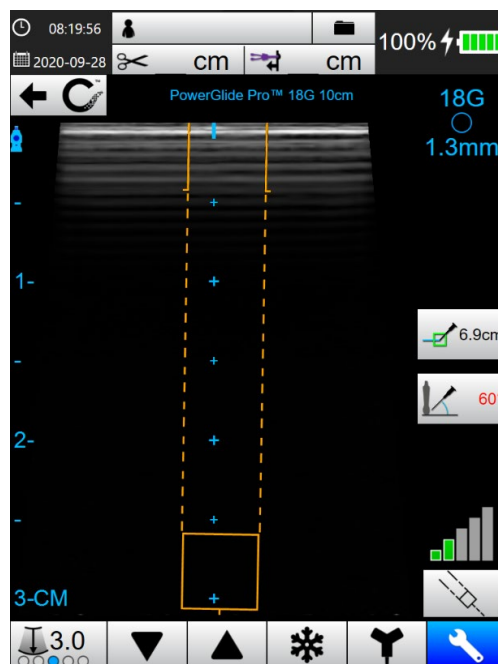 08:19:56
2020-09-28
cm
cm
100%
PowerGlide Pro™ 18G 10cm
18G
1.3mm
1-
6.9cm
60
2-
3-CM
3.0